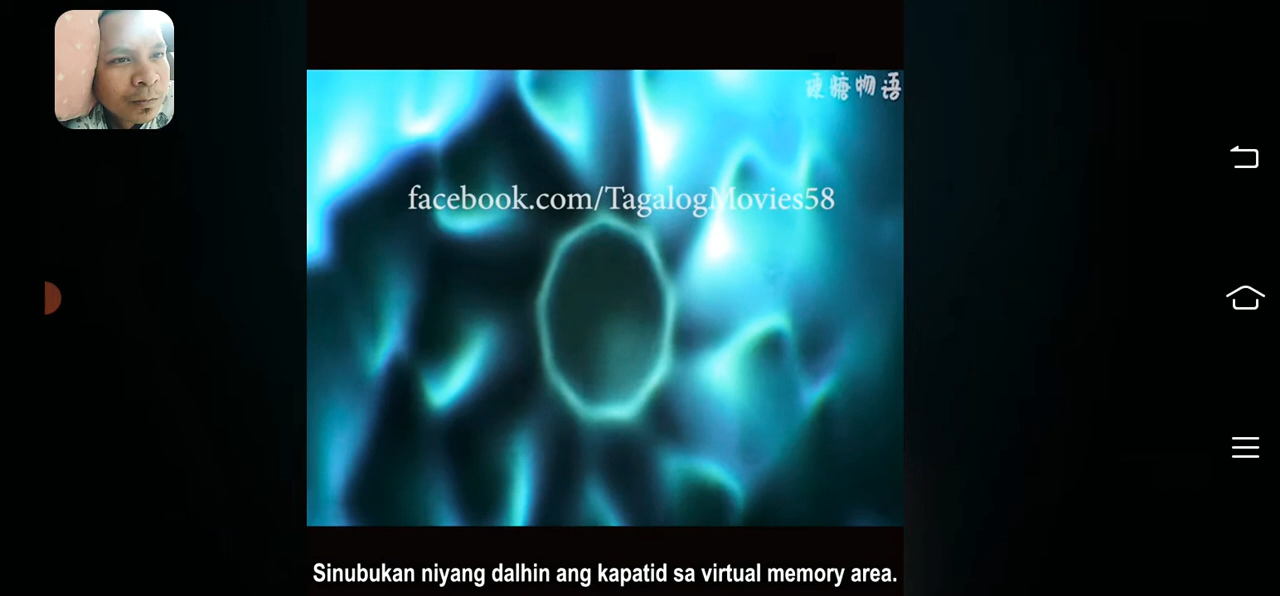 硬糖物语
facebook.com/TagalogMovies58
Sinubukan niyang dalhin ang kapatid sa virtual memory area.